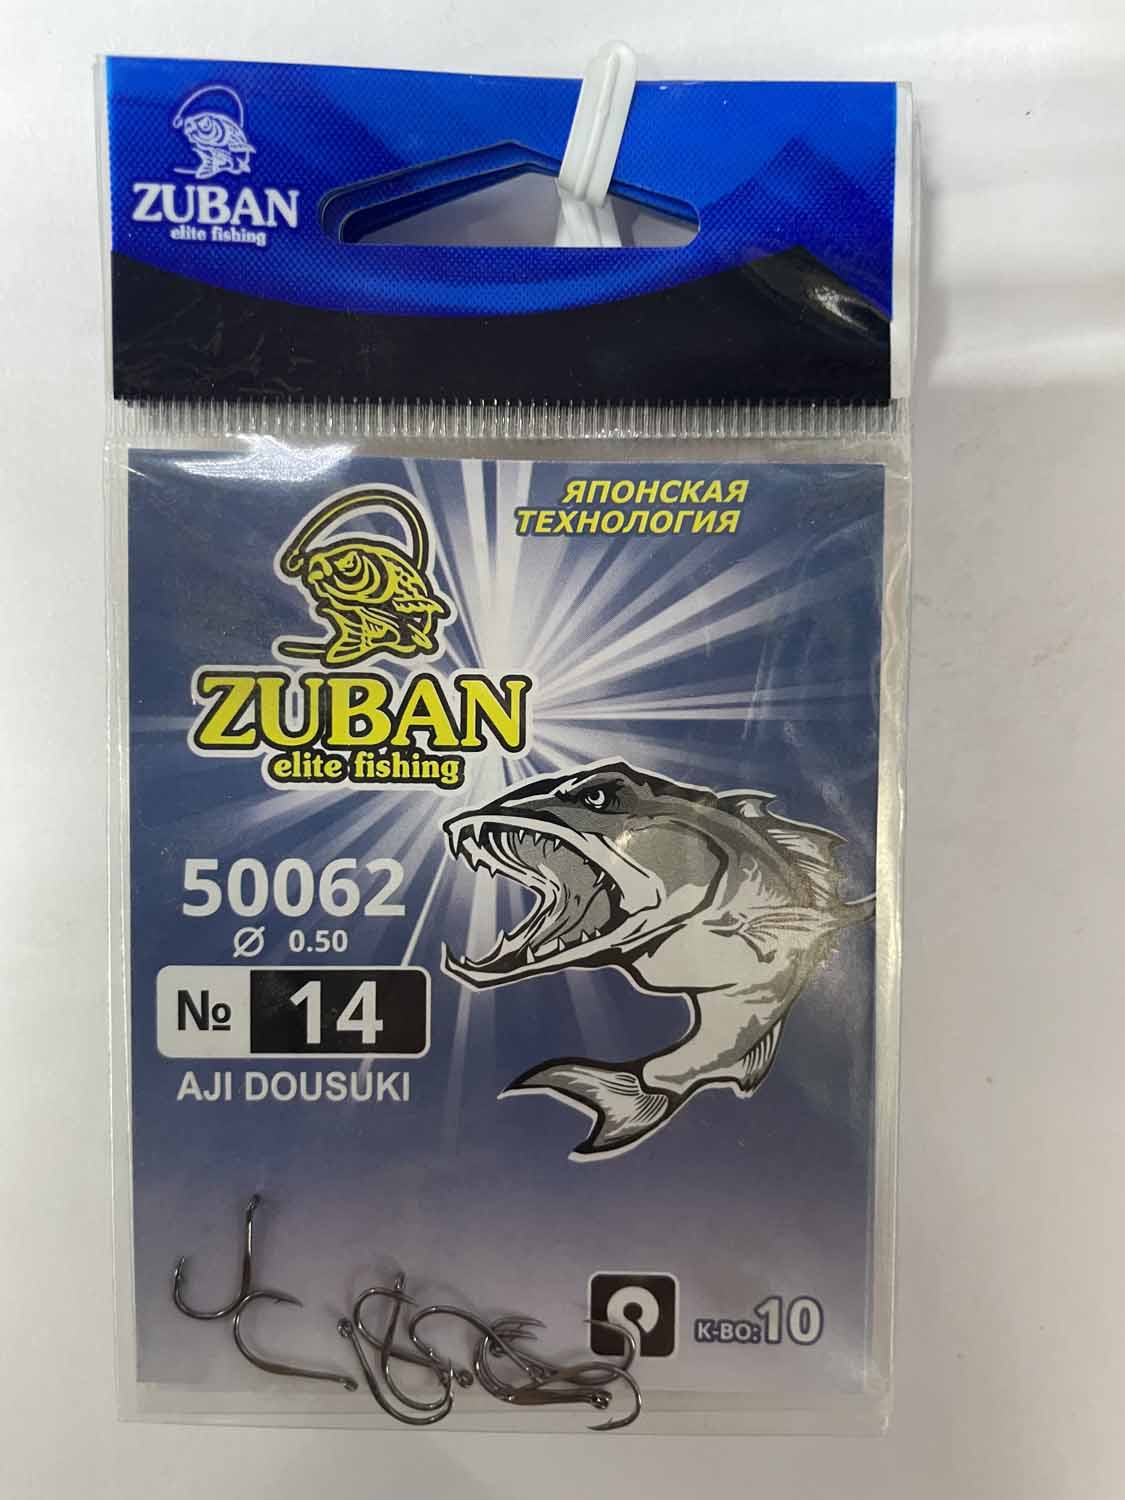 ZUBAN
elite fishing
ЯПОНСКАЯ
ТЕХНОЛОГИЯ
ZUBAN
elite fishing
50062
Ø 0.50
№ 14
AJI DOUSUKI
К-ВО:10